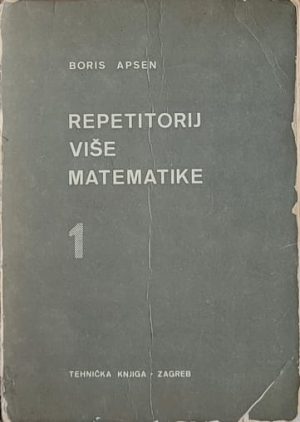 BORIS APSEN
REPETITORIJ
VIŠE
MATEMATIKE
1
TEHNIČKA KNJIGA - ZAGREB